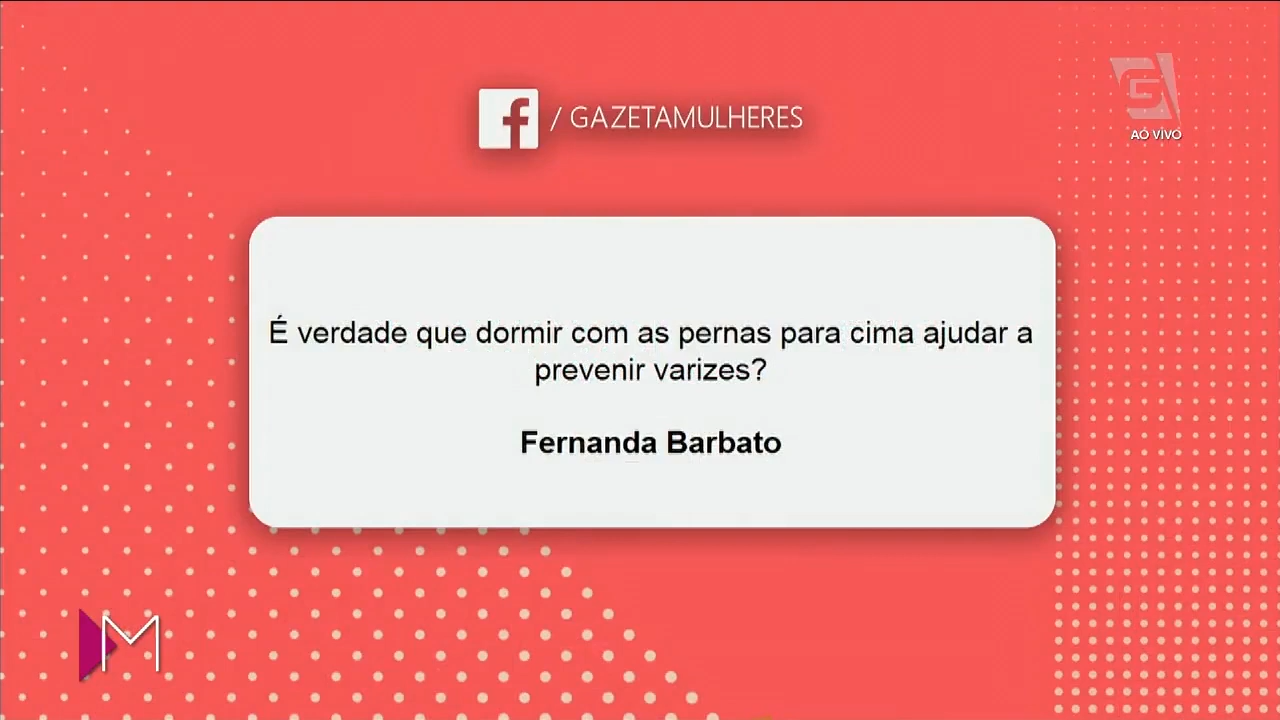 / GAZETAMULHERES
AO VIVO
É verdade que dormir com as pernas para cima ajudar a
prevenir varizes?
Fernanda Barbato
M